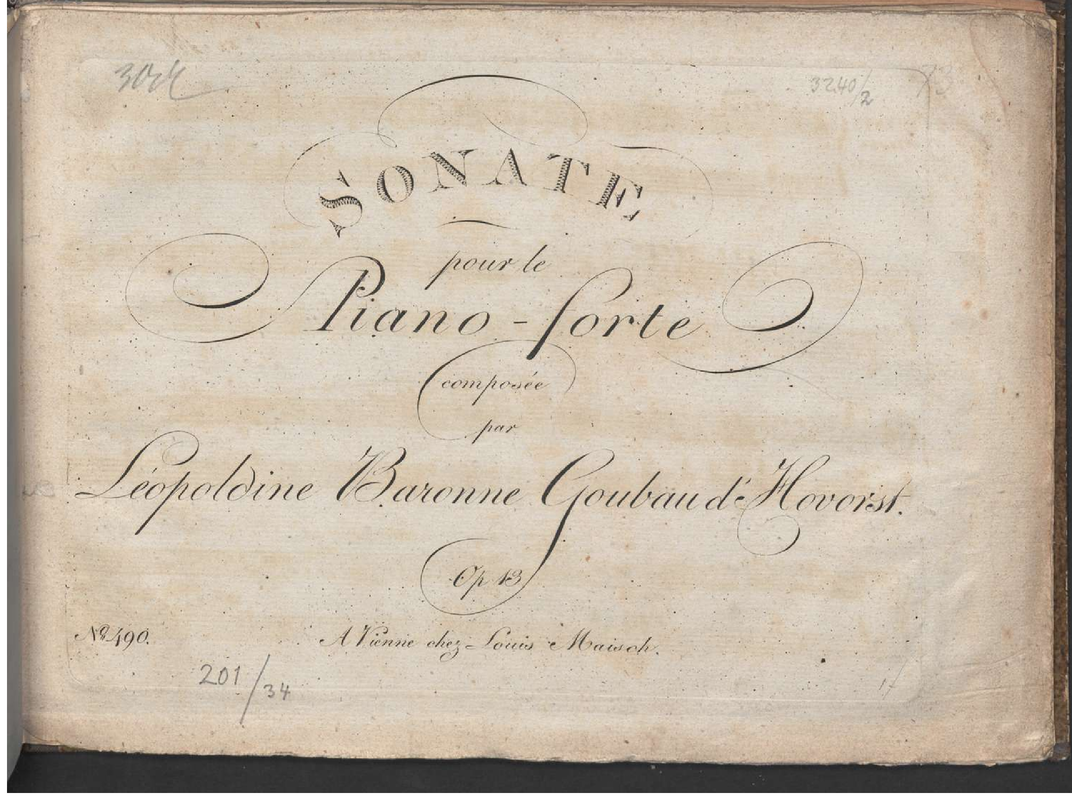 3240/2
SONATE
pour le
Piano-forte
composée
par
Léopoldine Baronne Goubau d'Hovorst.
Op 13
No 490.
A Vienne chez Louis Maisch.
201/34